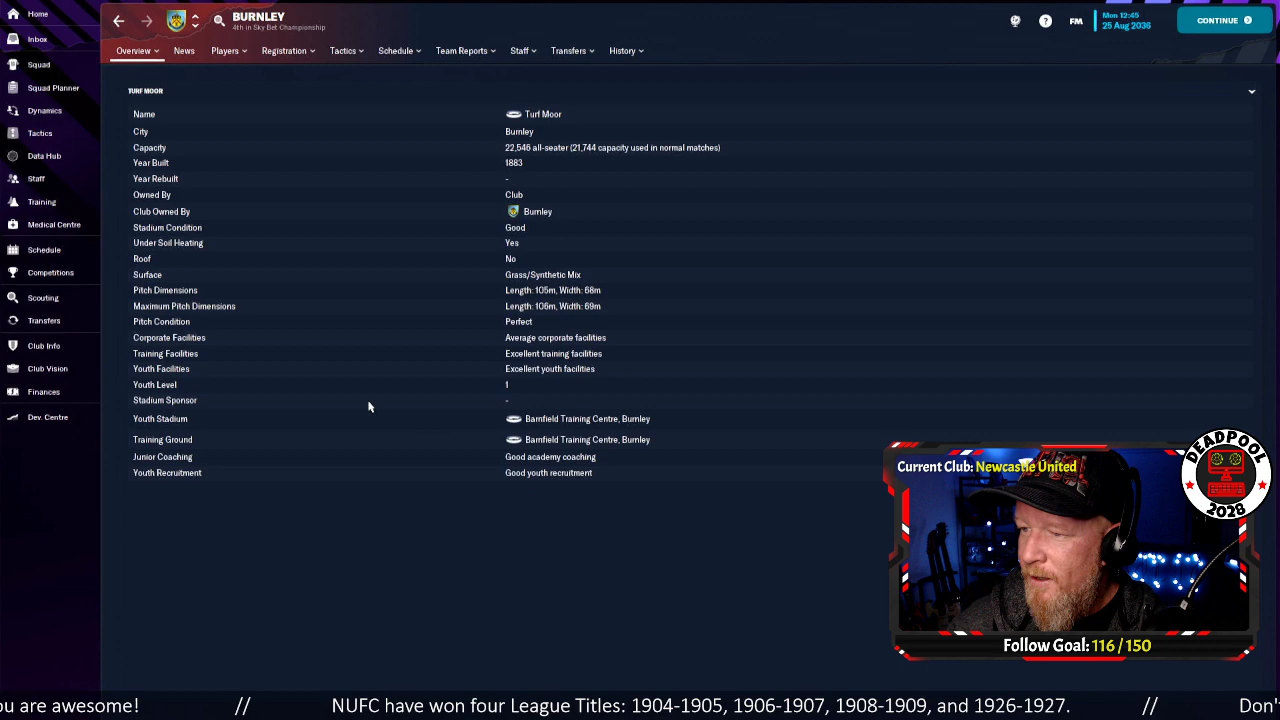 Home
Inbox
Squad
Squad Planner
Dynamics
Tactics
Data Hub
Staff
Training
Medical Centre
Schedule
Competitions
Scouting
Transfers
Club Info
Club Vision
Finances
Dev. Centre
BURNLEY
4th in Sky Bet Championship
FM
Mon 12:45
25 Aug 2036
CONTINUE
Overview News Players Registration Tactics Schedule Team Reports Staff Transfers History
TURF MOOR
Name Turf Moor
City Burnley
Capacity 22,546 all-seater (21,744 capacity used in normal matches)
Year Built 1883
Year Rebuilt -
Owned By Club
Club Owned By Burnley
Stadium Condition Good
Under Soil Heating Yes
Roof No
Surface Grass/Synthetic Mix
Pitch Dimensions Length: 105m, Width: 68m
Maximum Pitch Dimensions Length: 106m, Width: 69m
Pitch Condition Perfect
Corporate Facilities Average corporate facilities
Training Facilities Excellent training facilities
Youth Facilities Excellent youth facilities
Youth Level 1
Stadium Sponsor -
Youth Stadium Barnfield Training Centre, Burnley
Training Ground Barnfield Training Centre, Burnley
Junior Coaching Good academy coaching
Youth Recruitment Good youth recruitment
Current Club: Newcastle United
DEADPOOL
2028
Follow Goal: 116 / 150
ou are awesome! // NUFC have won four League Titles: 1904-1905, 1906-1907, 1908-1909, and 1926-1927. // Don'